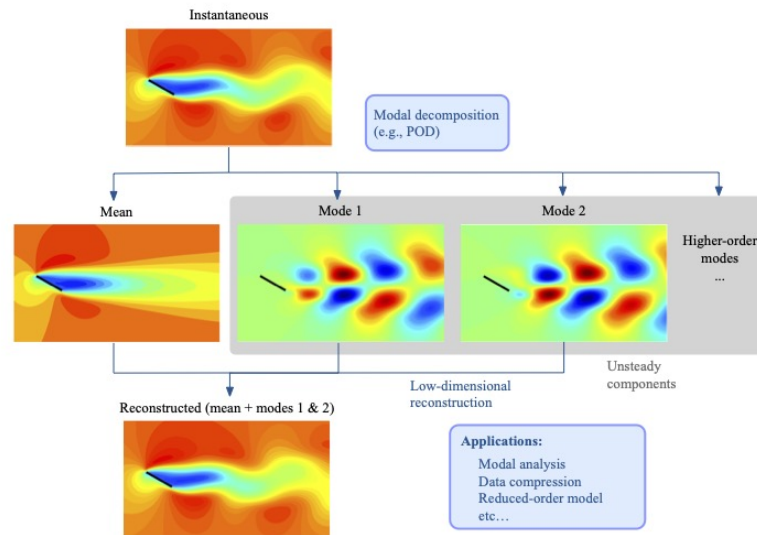 Instantaneous
Modal decomposition
(e.g., POD)
Mean
Mode 1
Mode 2
Higher-order
modes
...
Unsteady
components
Low-dimensional
reconstruction
Reconstructed (mean + modes 1 & 2)
Applications:
Modal analysis
Data compression
Reduced-order model
etc…